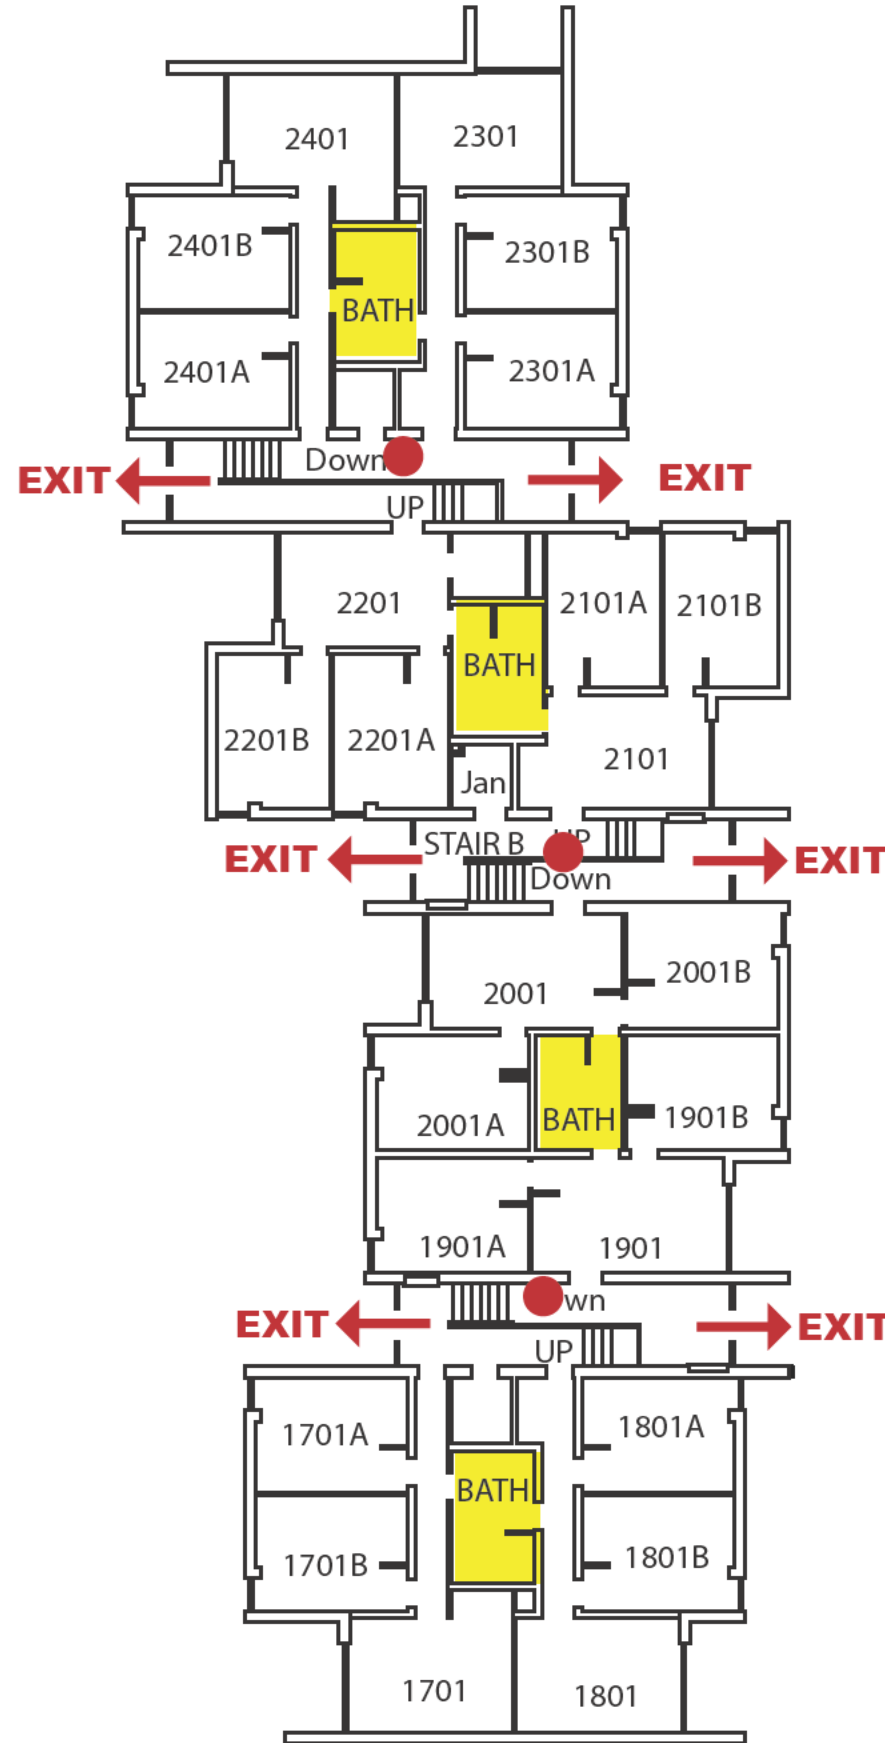 2401
2301
2401B
2301B
BATH
2401A
2301A
Down
EXIT
EXIT
UP
2201
2101A
2101B
BATH
2201B
2201A
2101
Jan
STAIR B
EXIT
EXIT
Down
2001B
2001
2001A
BATH
1901B
1901A
1901
EXIT
EXIT
UP
1701A
1801A
BATH
1701B
1801B
1701
1801